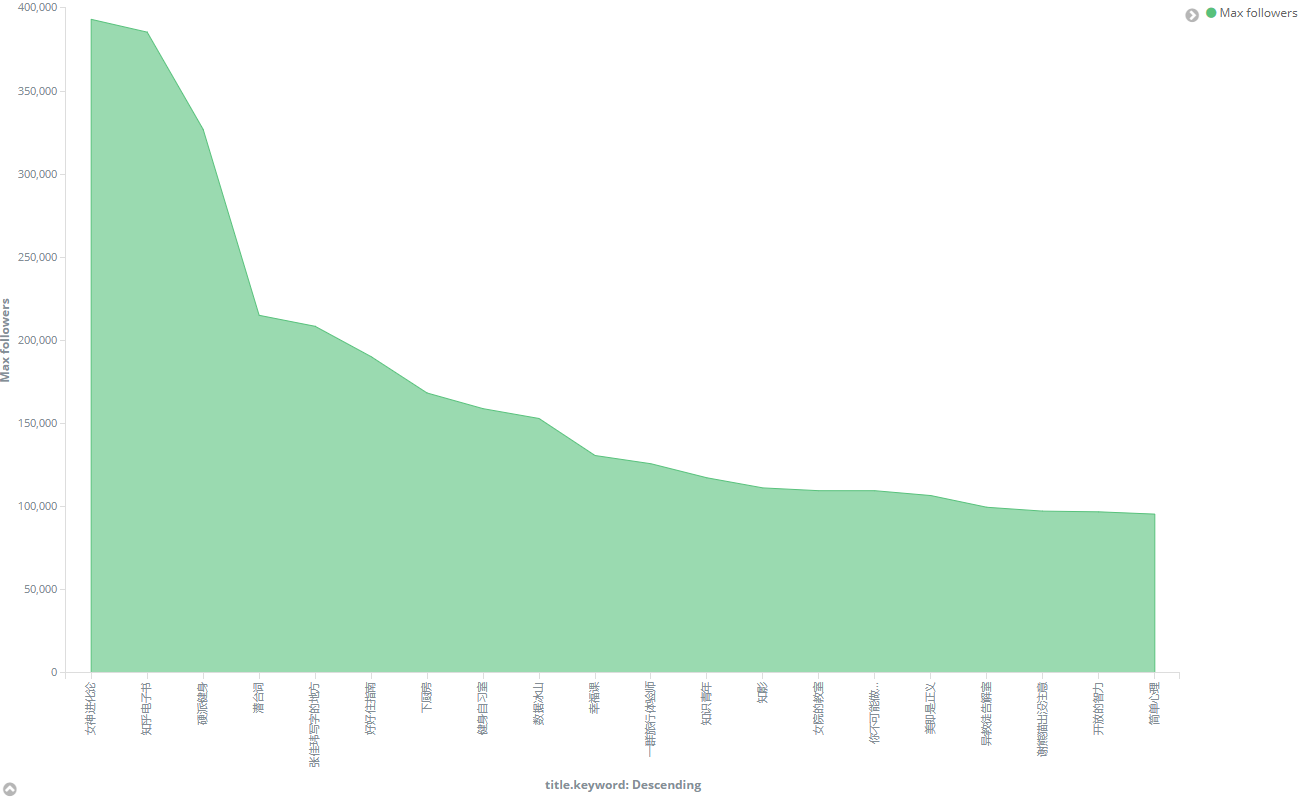 400,000
350,000
300,000
250,000
200,000
150,000
100,000
50,000
0
Max followers
Max followers
女神进化论
知乎电子书
硬派健身
潜台词
张佳玮写字的地方
好好住指南
下厨房
健身自习室
数据冰山
幸福课
一群旅行体验师
知识青年
知影
女院的教室
你不可能做...
美即是正义
异教徒告解室
谢熊猫出没注意
开放的智力
简单心理
title.keyword: Descending